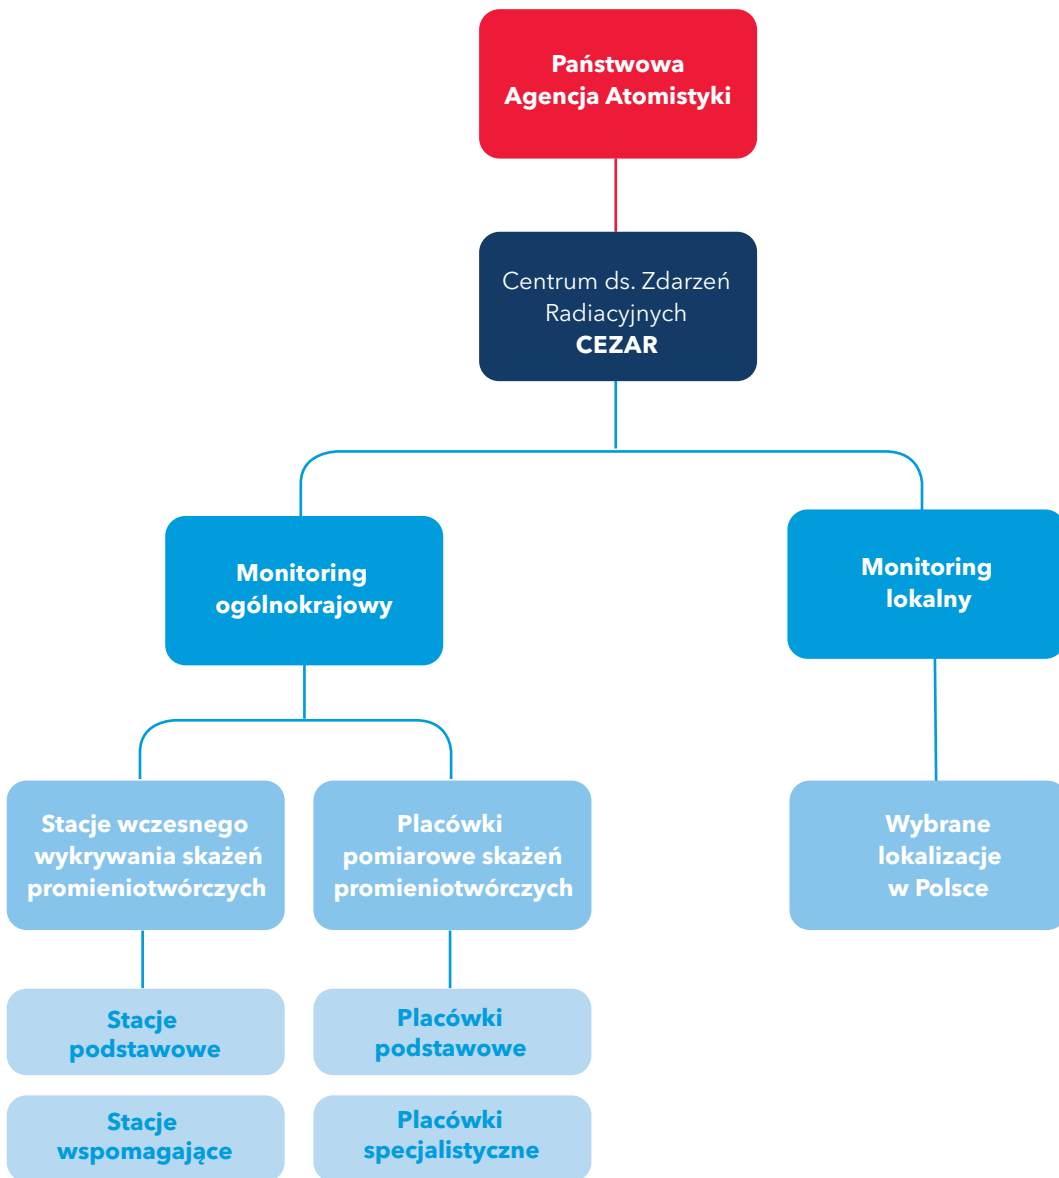 Państwowa
Agencja Atomistyki
Centrum ds. Zdarzeń
Radiacyjnych
CEZAR
Monitoring
ogólnokrajowy
Monitoring
lokalny
Stacje wczesnego
wykrywania skażeń
promieniotwórczych
Placówki
pomiarowe skażeń
promieniotwórczych
Wybrane
lokalizacje
w Polsce
Stacje
podstawowe
Placówki
podstawowe
Stacje
wspomagające
Placówki
specjalistyczne